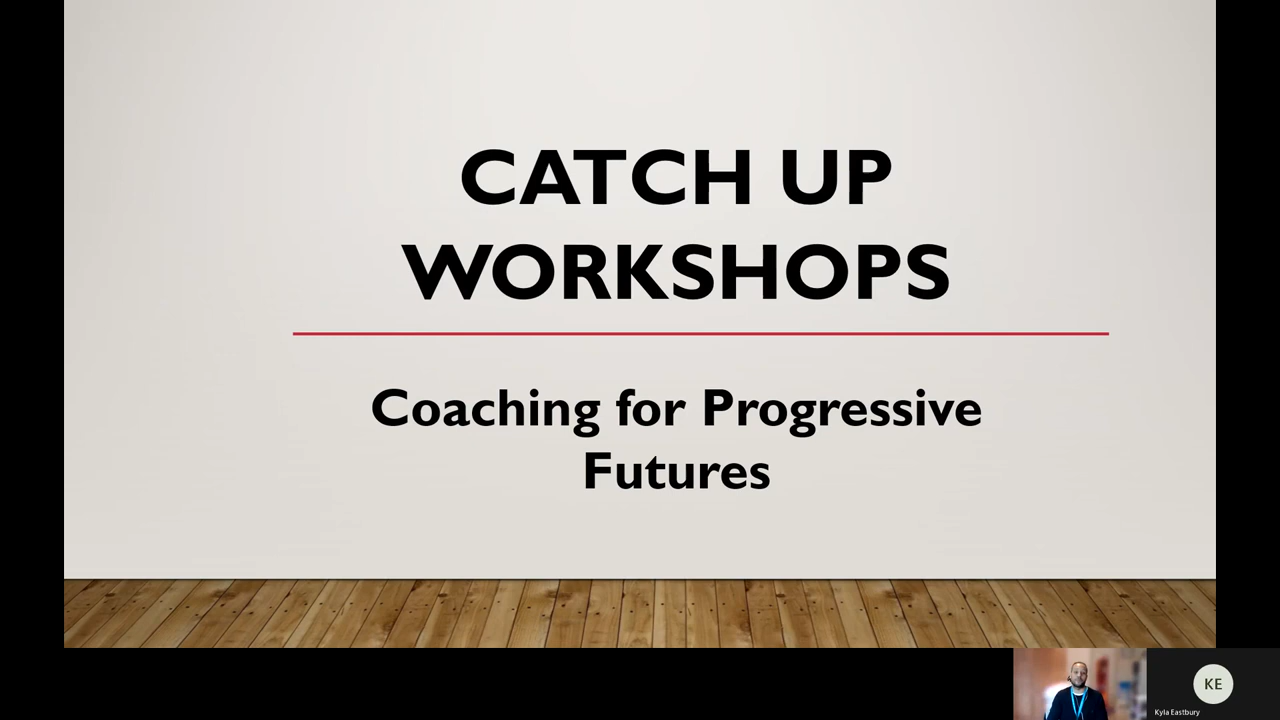 CATCH UP
WORKSHOPS
Coaching for Progressive
Futures
KE
Kyla Eastbury